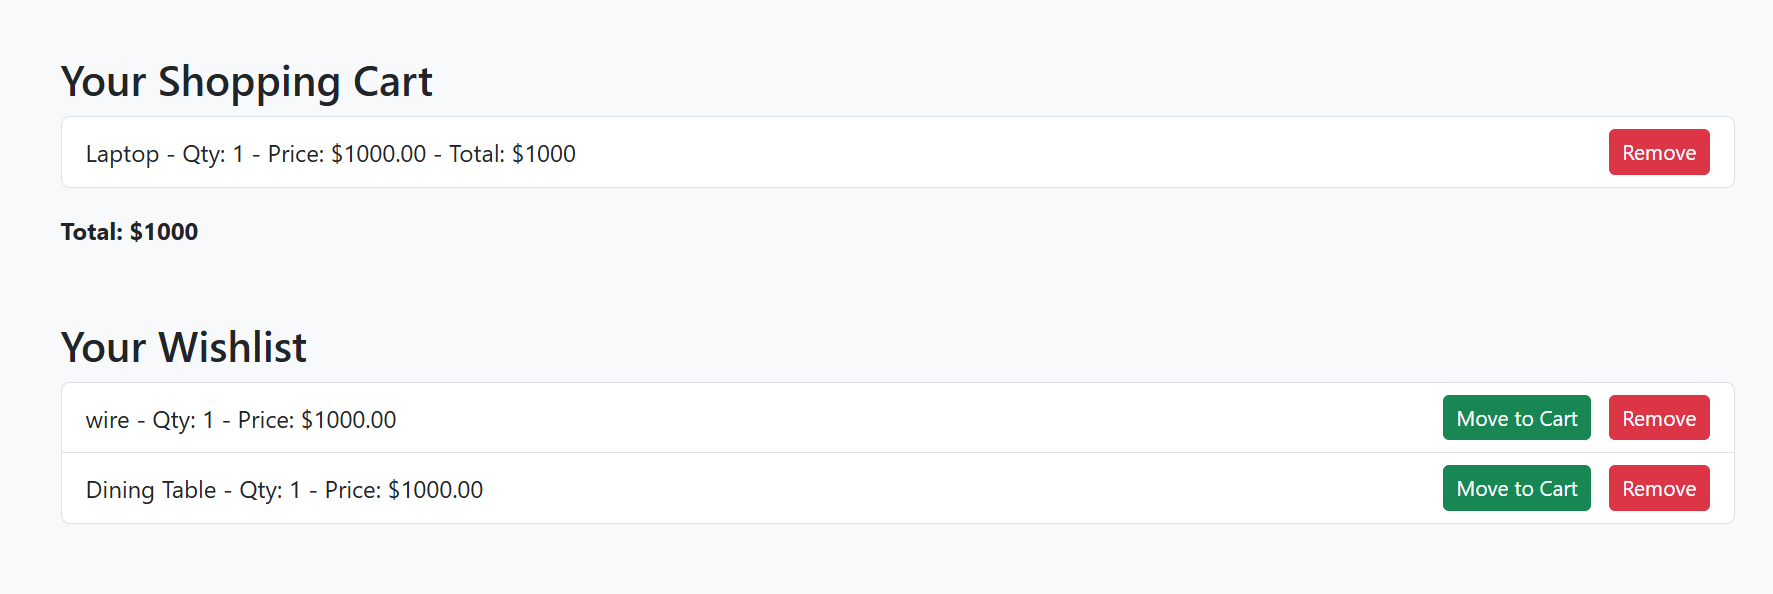 Your Shopping Cart
Laptop - Qty: 1 - Price: $1000.00 - Total: $1000 Remove
Total: $1000
Your Wishlist
wire - Qty: 1 - Price: $1000.00 Move to Cart Remove
Dining Table - Qty: 1 - Price: $1000.00 Move to Cart Remove